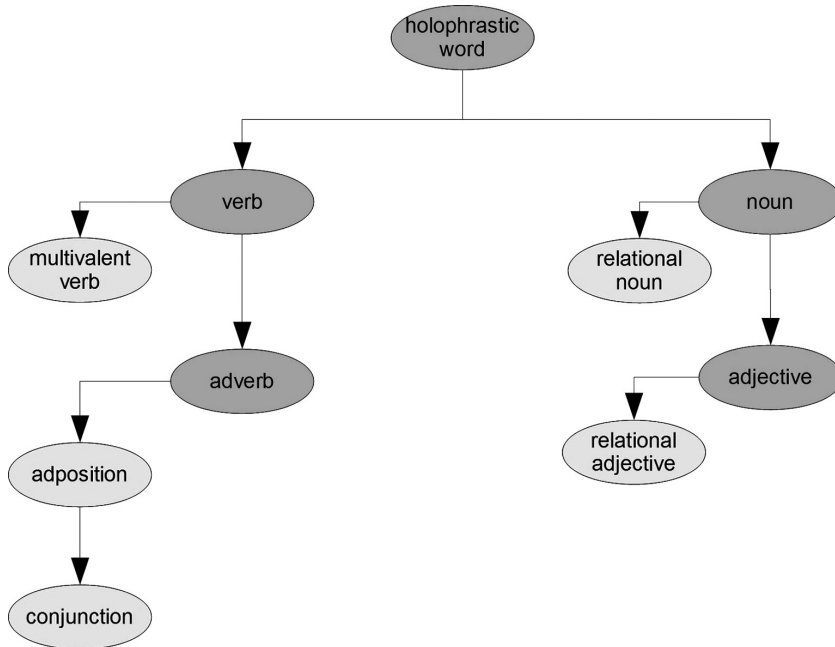 holophrastic
word
verb
noun
multivalent
verb
relational
noun
adverb
adjective
adposition
relational
adjective
conjunction